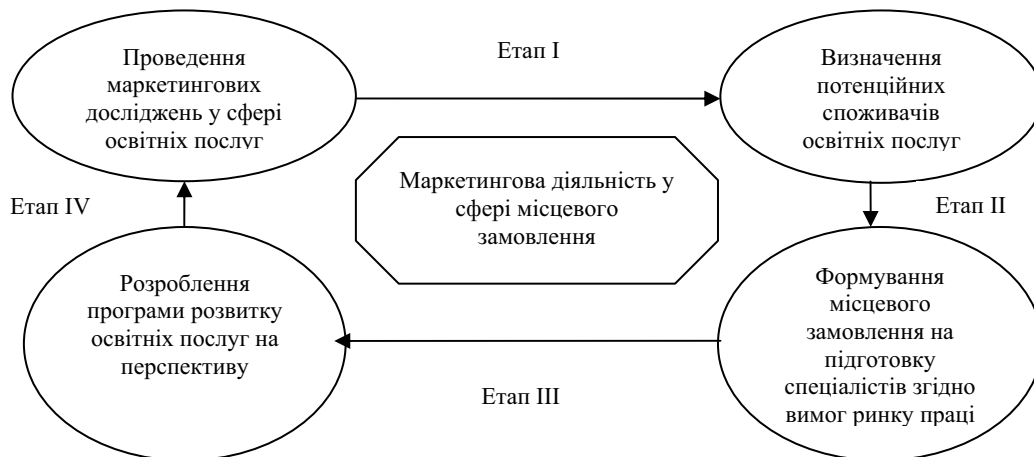 Проведення
маркетингових
досліджень у сфері
освітніх послуг
Етап I
Визначення
потенційних
споживачів
освітніх послуг
Маркетингова діяльність у
сфері місцевого
замовлення
Етап IV
Етап II
Розроблення
програми розвитку
освітніх послуг на
перспективу
Формування
місцевого
замовлення на
підготовку
спеціалістів згідно
вимог ринку праці
Етап III